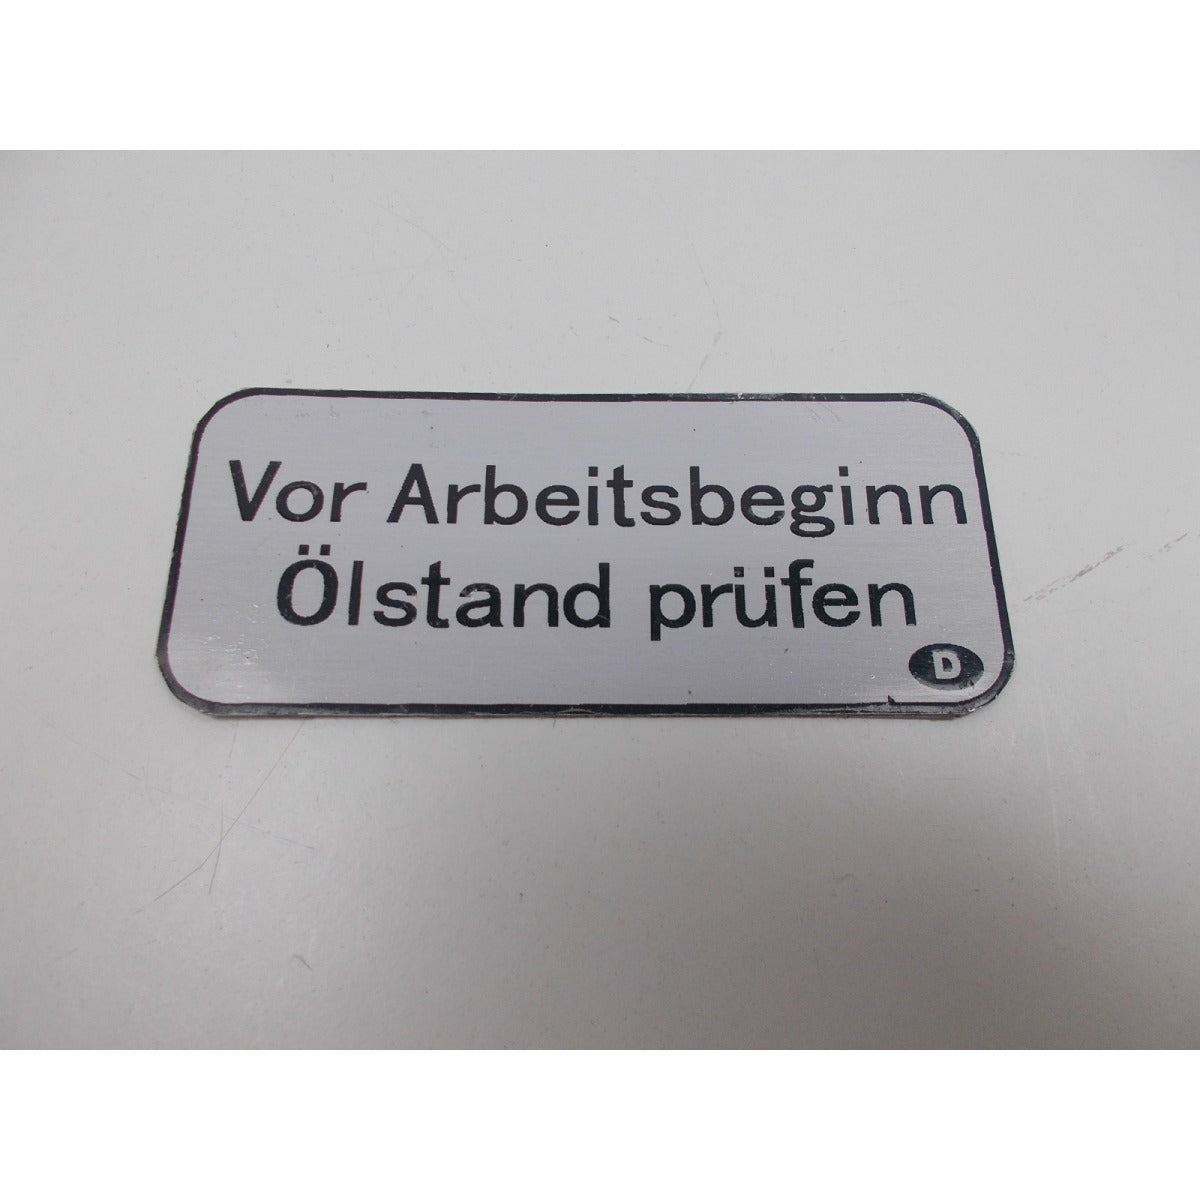 Vor Arbeitsbeginn
Ölstand prüfen
D